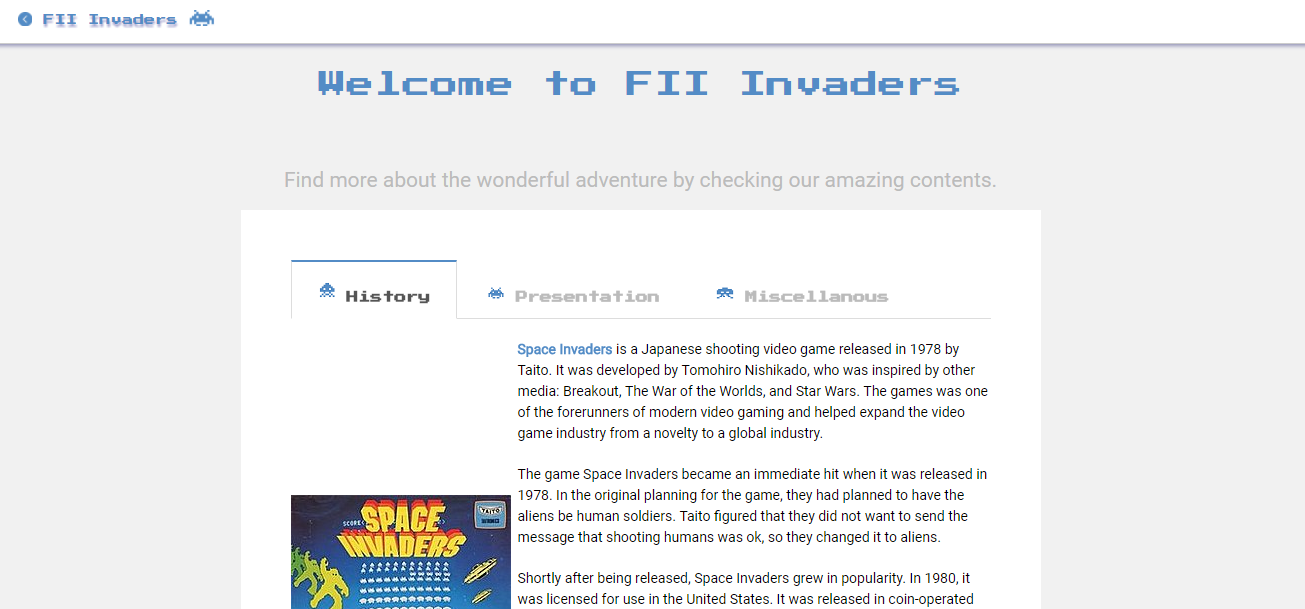 FII Invaders
Welcome to FII Invaders
Find more about the wonderful adventure by checking our amazing contents.
History
Presentation
Miscellanous
Space Invaders is a Japanese shooting video game released in 1978 by
Taito. It was developed by Tomohiro Nishikado, who was inspired by other
media: Breakout, The War of the Worlds, and Star Wars. The games was one
of the forerunners of modern video gaming and helped expand the video
game industry from a novelty to a global industry.
The game Space Invaders became an immediate hit when it was released in
1978. In the original planning for the game, they had planned to have the
aliens be human soldiers. Taito figured that they did not want to send the
message that shooting humans was ok, so they changed it to aliens.
Shortly after being released, Space Invaders grew in popularity. In 1980, it
was licensed for use in the United States. It was released in coin-operated
SCORE
SPACE
INVADERS
TAITO